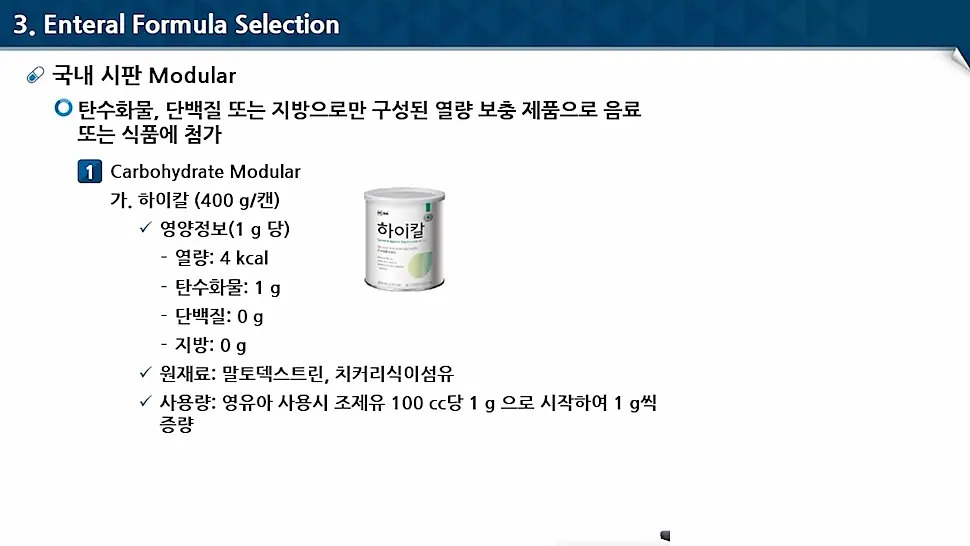 3. Enteral Formula Selection
국내 시판 Modular
탄수화물, 단백질 또는 지방으로만 구성된 열량 보충 제품으로 음료
또는 식품에 첨가
1 Carbohydrate Modular
가. 하이칼 (400 g/캔)
하이칼
✓ 영양정보(1 g 당)
- 열량: 4 kcal
- 탄수화물: 1 g
- 단백질: 0 g
- 지방: 0 g
✓ 원재료: 말토덱스트린, 치커리식이섬유
✓ 사용량: 영유아 사용시 조제유 100 cc당 1 g 으로 시작하여 1 g씩
증량